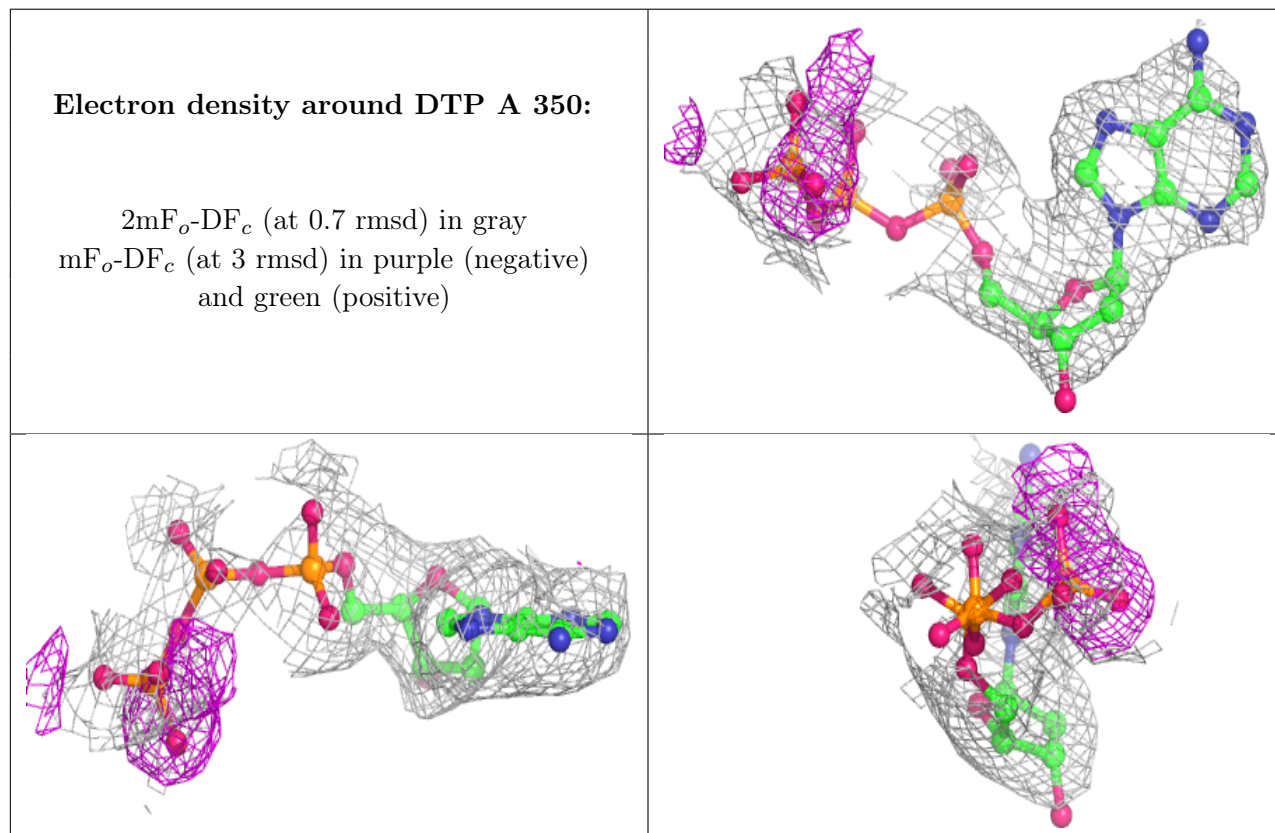 Electron density around DTP A 350:
2mFo-DFc (at 0.7 rmsd) in gray
mFo-DFc (at 3 rmsd) in purple (negative)
and green (positive)